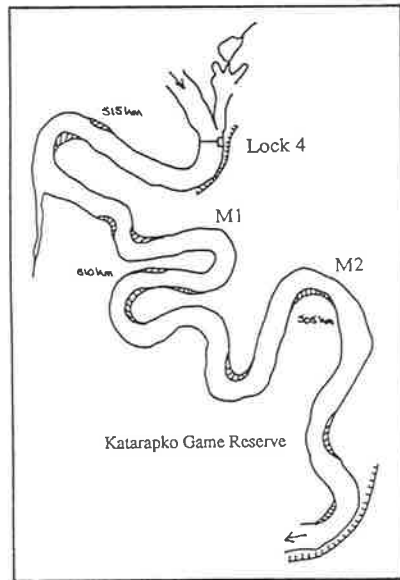 515km
Lock 4
M1
M2
510km
505km
Katarapko Game Reserve